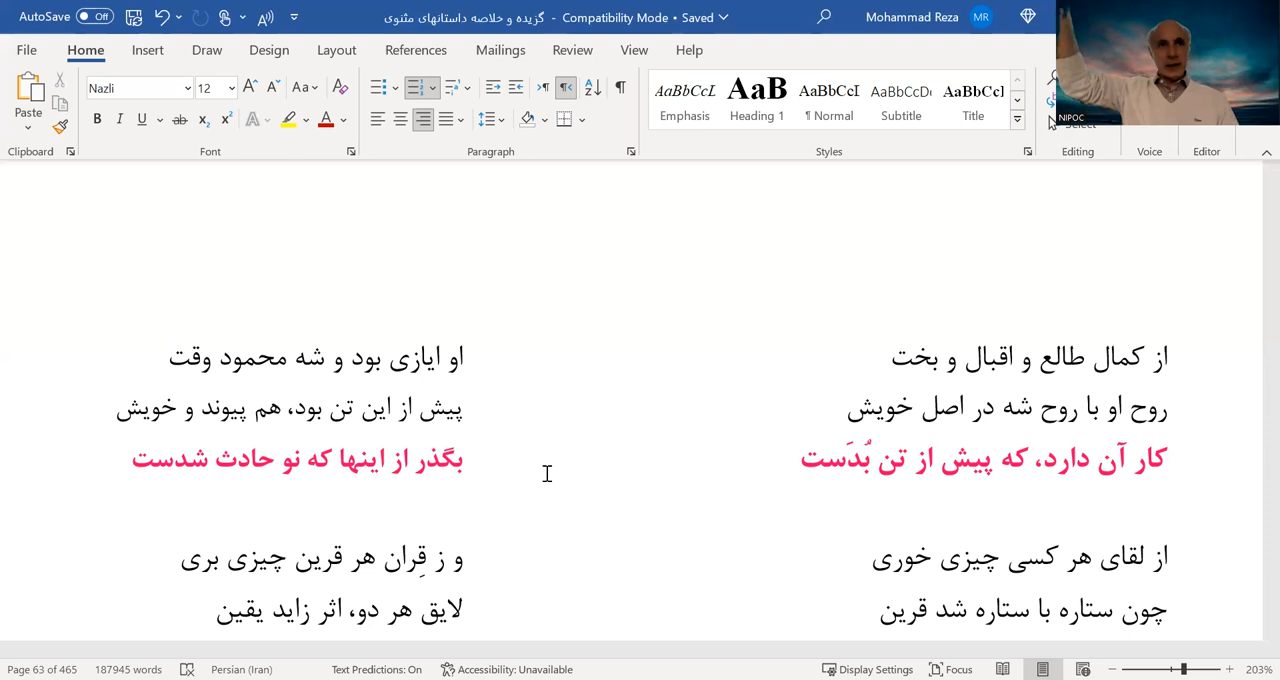 AutoSave Off گزیده و خلاصه داستانهای مثنوی - Compatibility Mode • Saved Mohammad Reza MR
File Home Insert Draw Design Layout References Mailings Review View Help
Paste Nazli 12 Aa AaBbCcL AaB AaBbCcI AaBbCcDc AaBbCcI
Emphasis Heading 1 ¶ Normal Subtitle Title Select
Clipboard Font Paragraph Styles Editing Voice Editor
NIPOC
از کمال طالع و اقبال و بخت او ایازی بود و شه محمود وقت
روح او با روح شه در اصل خویش پیش از این تن بود، هم پیوند و خویش
کار آن دارد، که پیش از تن بُدَست بگذر از اینها که نو حادث شدست
از لقای هر کسی چیزی خوری و ز قِران هر قرین چیزی بری
چون ستاره با ستاره شد قرین لایق هر دو، اثر زاید یقین
Page 63 of 465 187945 words Persian (Iran) Text Predictions: On Accessibility: Unavailable Display Settings Focus 203%